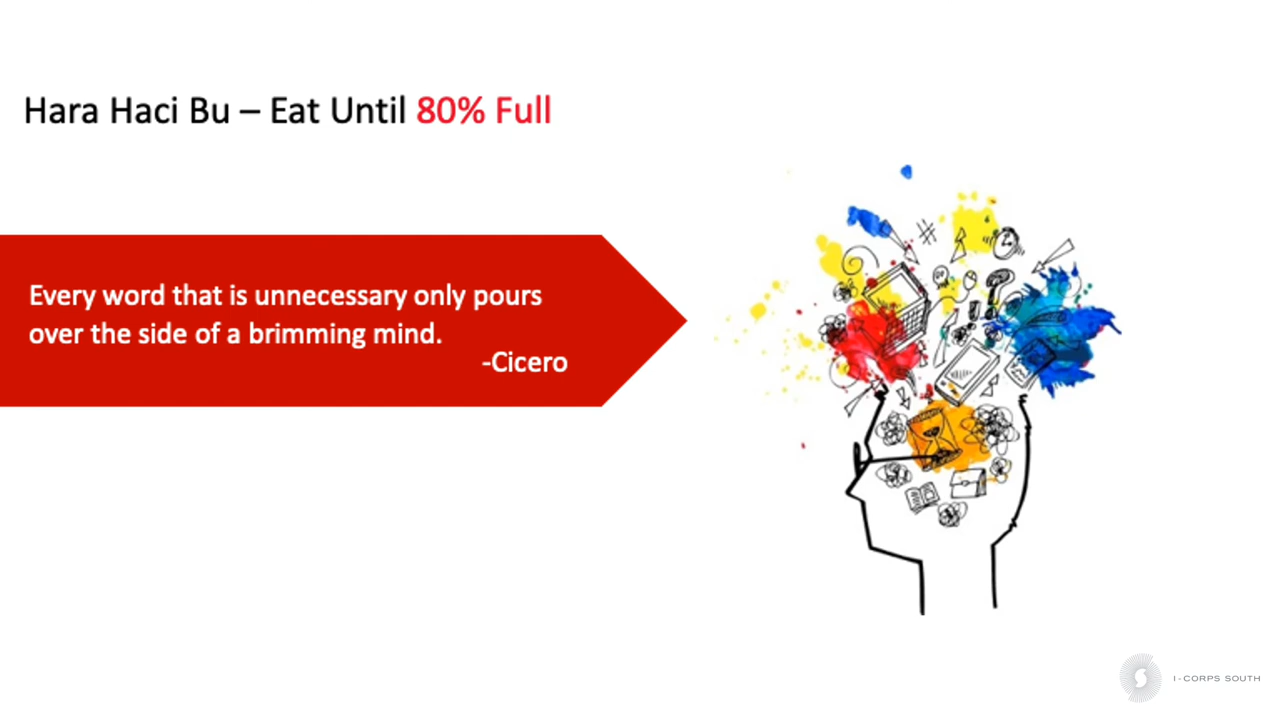 Hara Haci Bu – Eat Until 80% Full
Every word that is unnecessary only pours
over the side of a brimming mind.
-Cicero
I-CORPS SOUTH